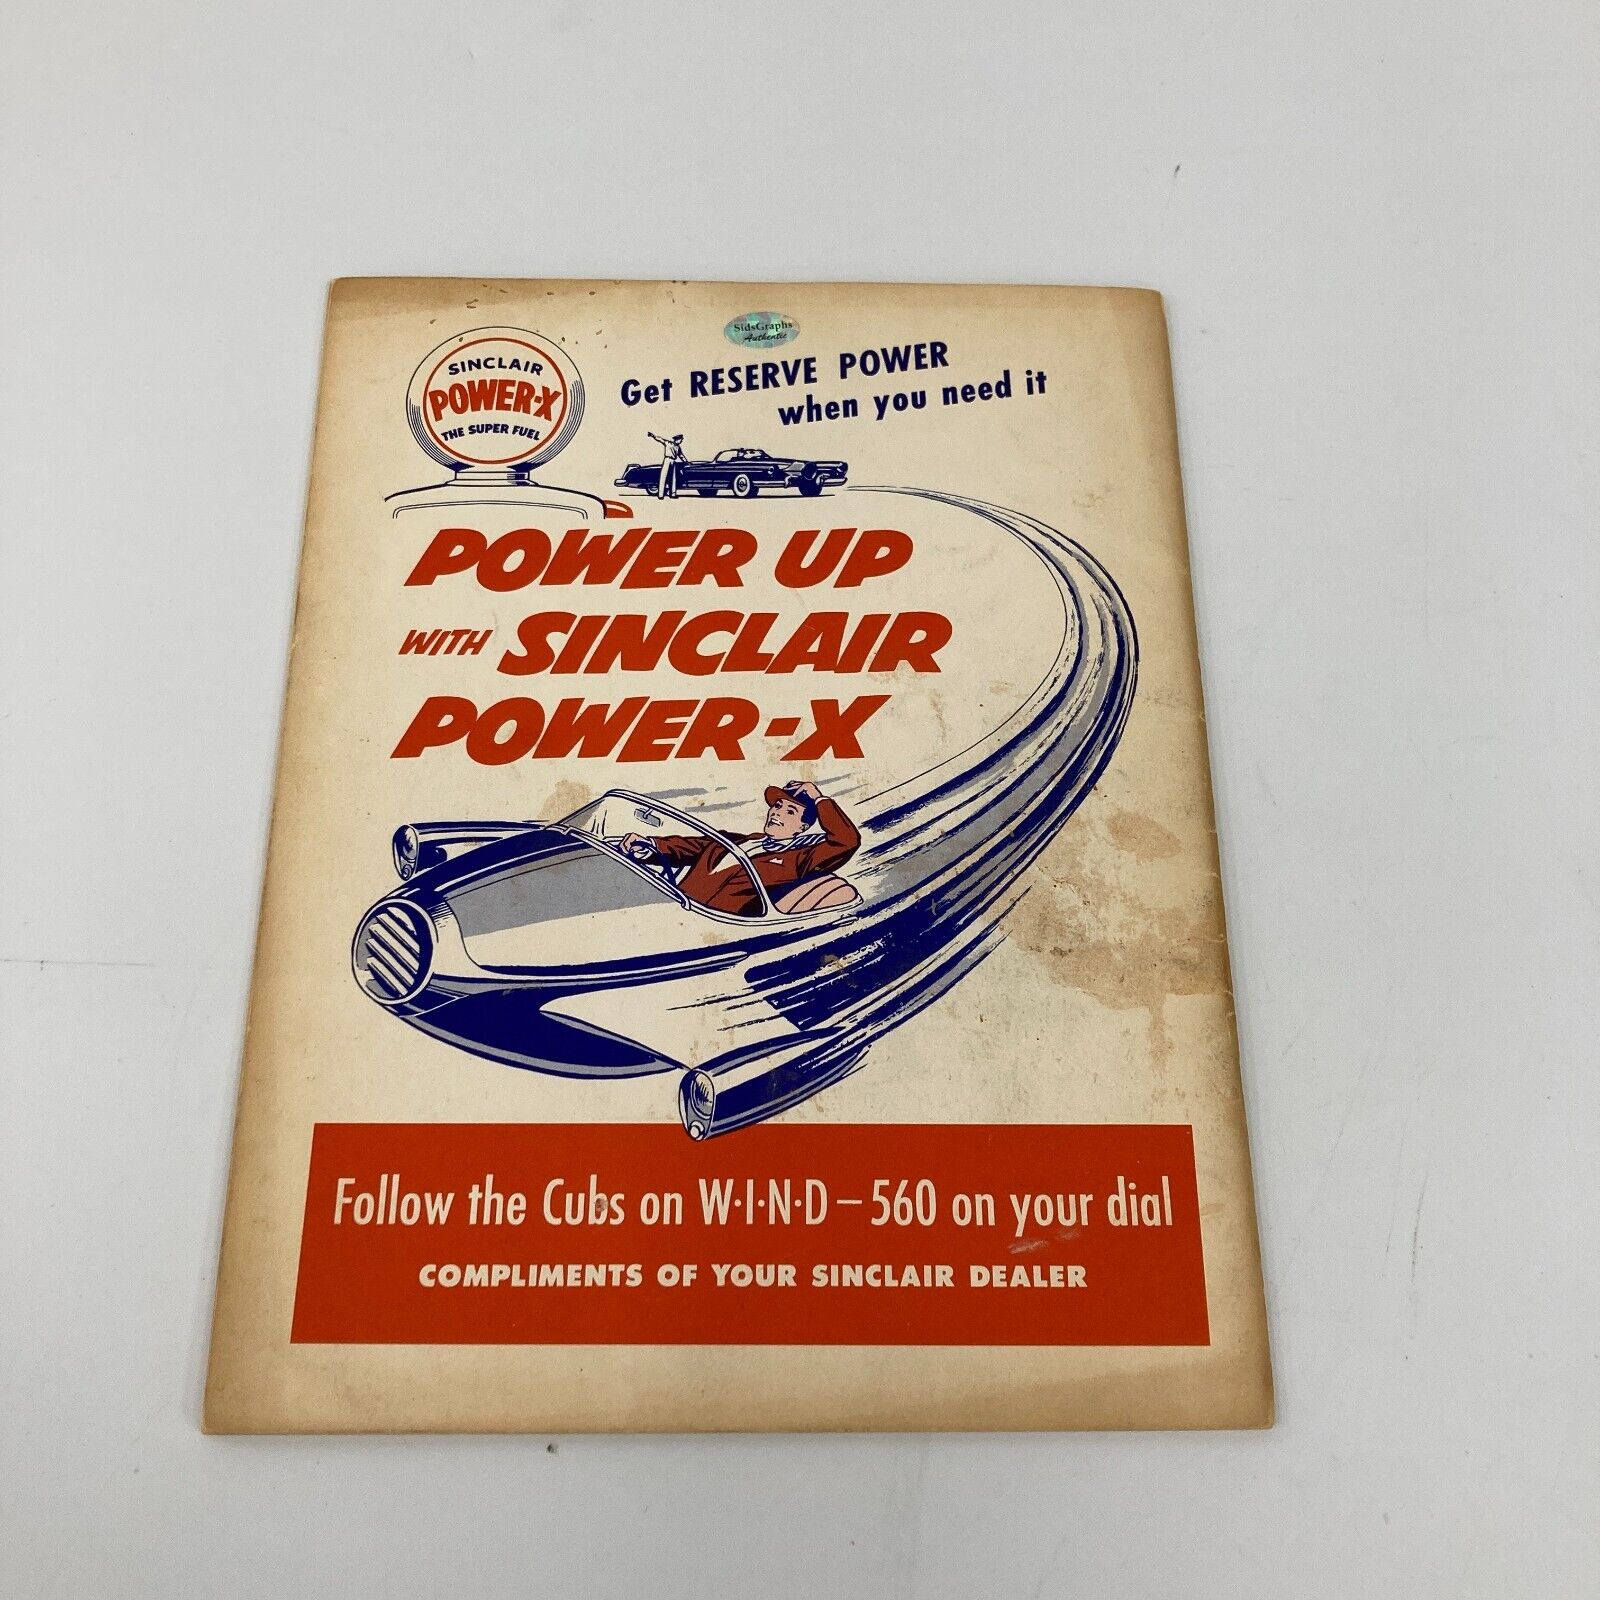 SidsGraphs
Authentic
SINCLAIR
POWER-X
THE SUPER FUEL
Get RESERVE POWER
when you need it
POWER UP
WITH SINCLAIR
POWER-X
Follow the Cubs on W·I·N·D – 560 on your dial
COMPLIMENTS OF YOUR SINCLAIR DEALER